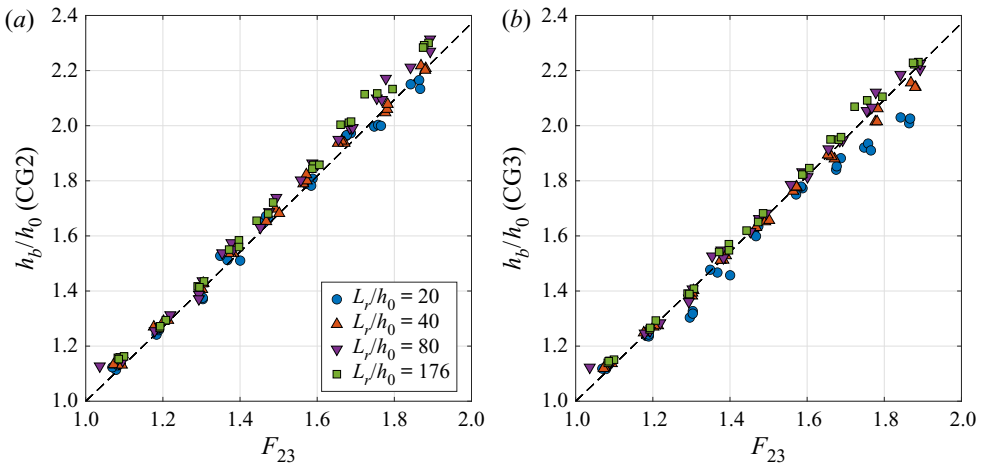 (a)
2.4
2.2
2.0
1.8
1.6
1.4
1.2
1.0
h_b/h_0 (CG2)
L_r/h_0 = 20
L_r/h_0 = 40
L_r/h_0 = 80
L_r/h_0 = 176
1.0 1.2 1.4 1.6 1.8 2.0
F_23
(b)
2.4
2.2
2.0
1.8
1.6
1.4
1.2
1.0
h_b/h_0 (CG3)
1.0 1.2 1.4 1.6 1.8 2.0
F_23